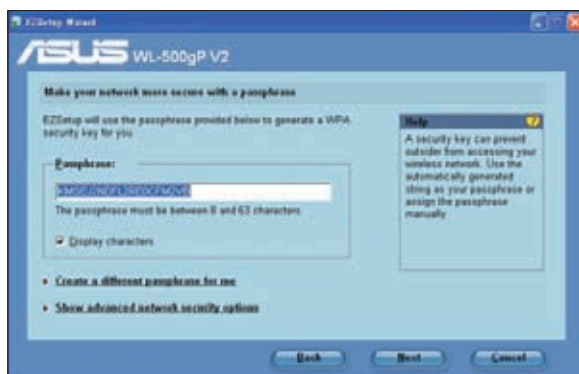 EZSetup Wizard
ASUS WL-500gP V2
Make your network more secure with a passphrase
EZSetup will use the passphrase provided below to generate a WPA
security key for you.
Passphrase:
The passphrase must be between 8 and 63 characters.
Display characters
Create a different passphrase for me
Show advanced network security options
Help
A security key can prevent
outsider from accessing your
wireless network. Use the
automatically generated
string as your passphrase or
assign the passphrase
manually.
Back
Next
Cancel